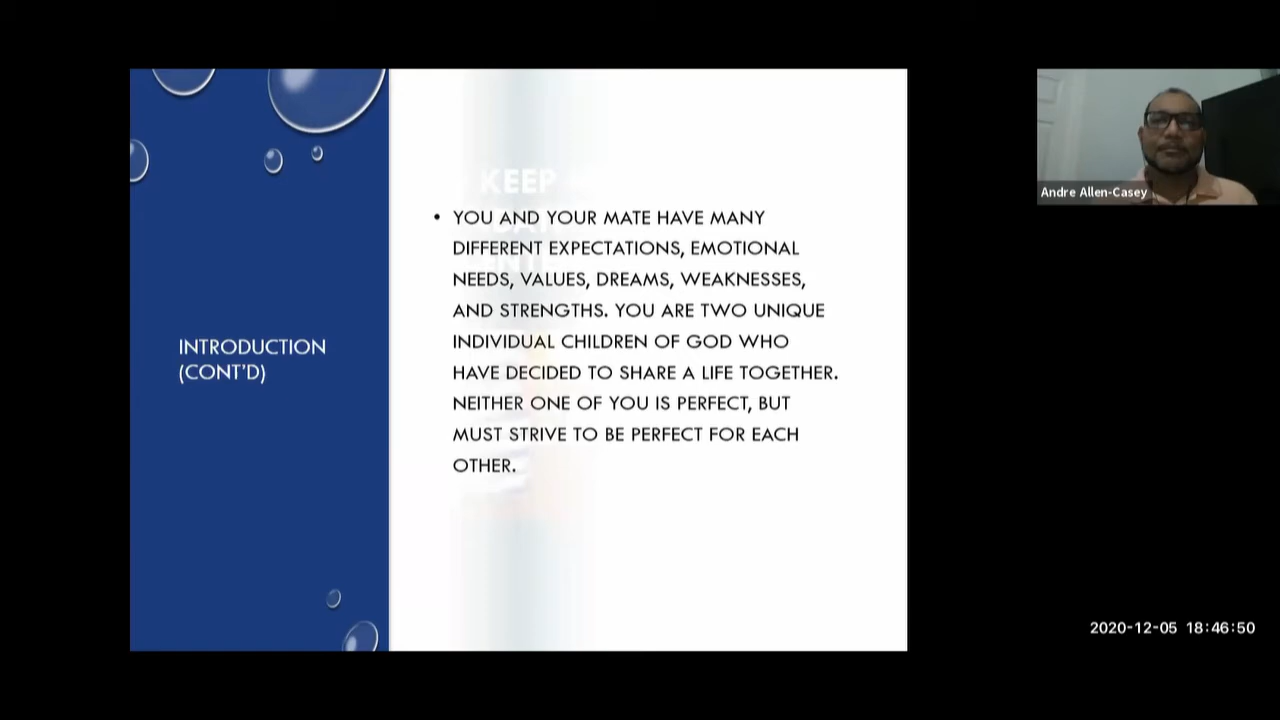 INTRODUCTION
(CONT'D)
• YOU AND YOUR MATE HAVE MANY
DIFFERENT EXPECTATIONS, EMOTIONAL
NEEDS, VALUES, DREAMS, WEAKNESSES,
AND STRENGTHS. YOU ARE TWO UNIQUE
INDIVIDUAL CHILDREN OF GOD WHO
HAVE DECIDED TO SHARE A LIFE TOGETHER.
NEITHER ONE OF YOU IS PERFECT, BUT
MUST STRIVE TO BE PERFECT FOR EACH
OTHER.
KEEP
Andre Allen-Casey
2020-12-05 18:46:50